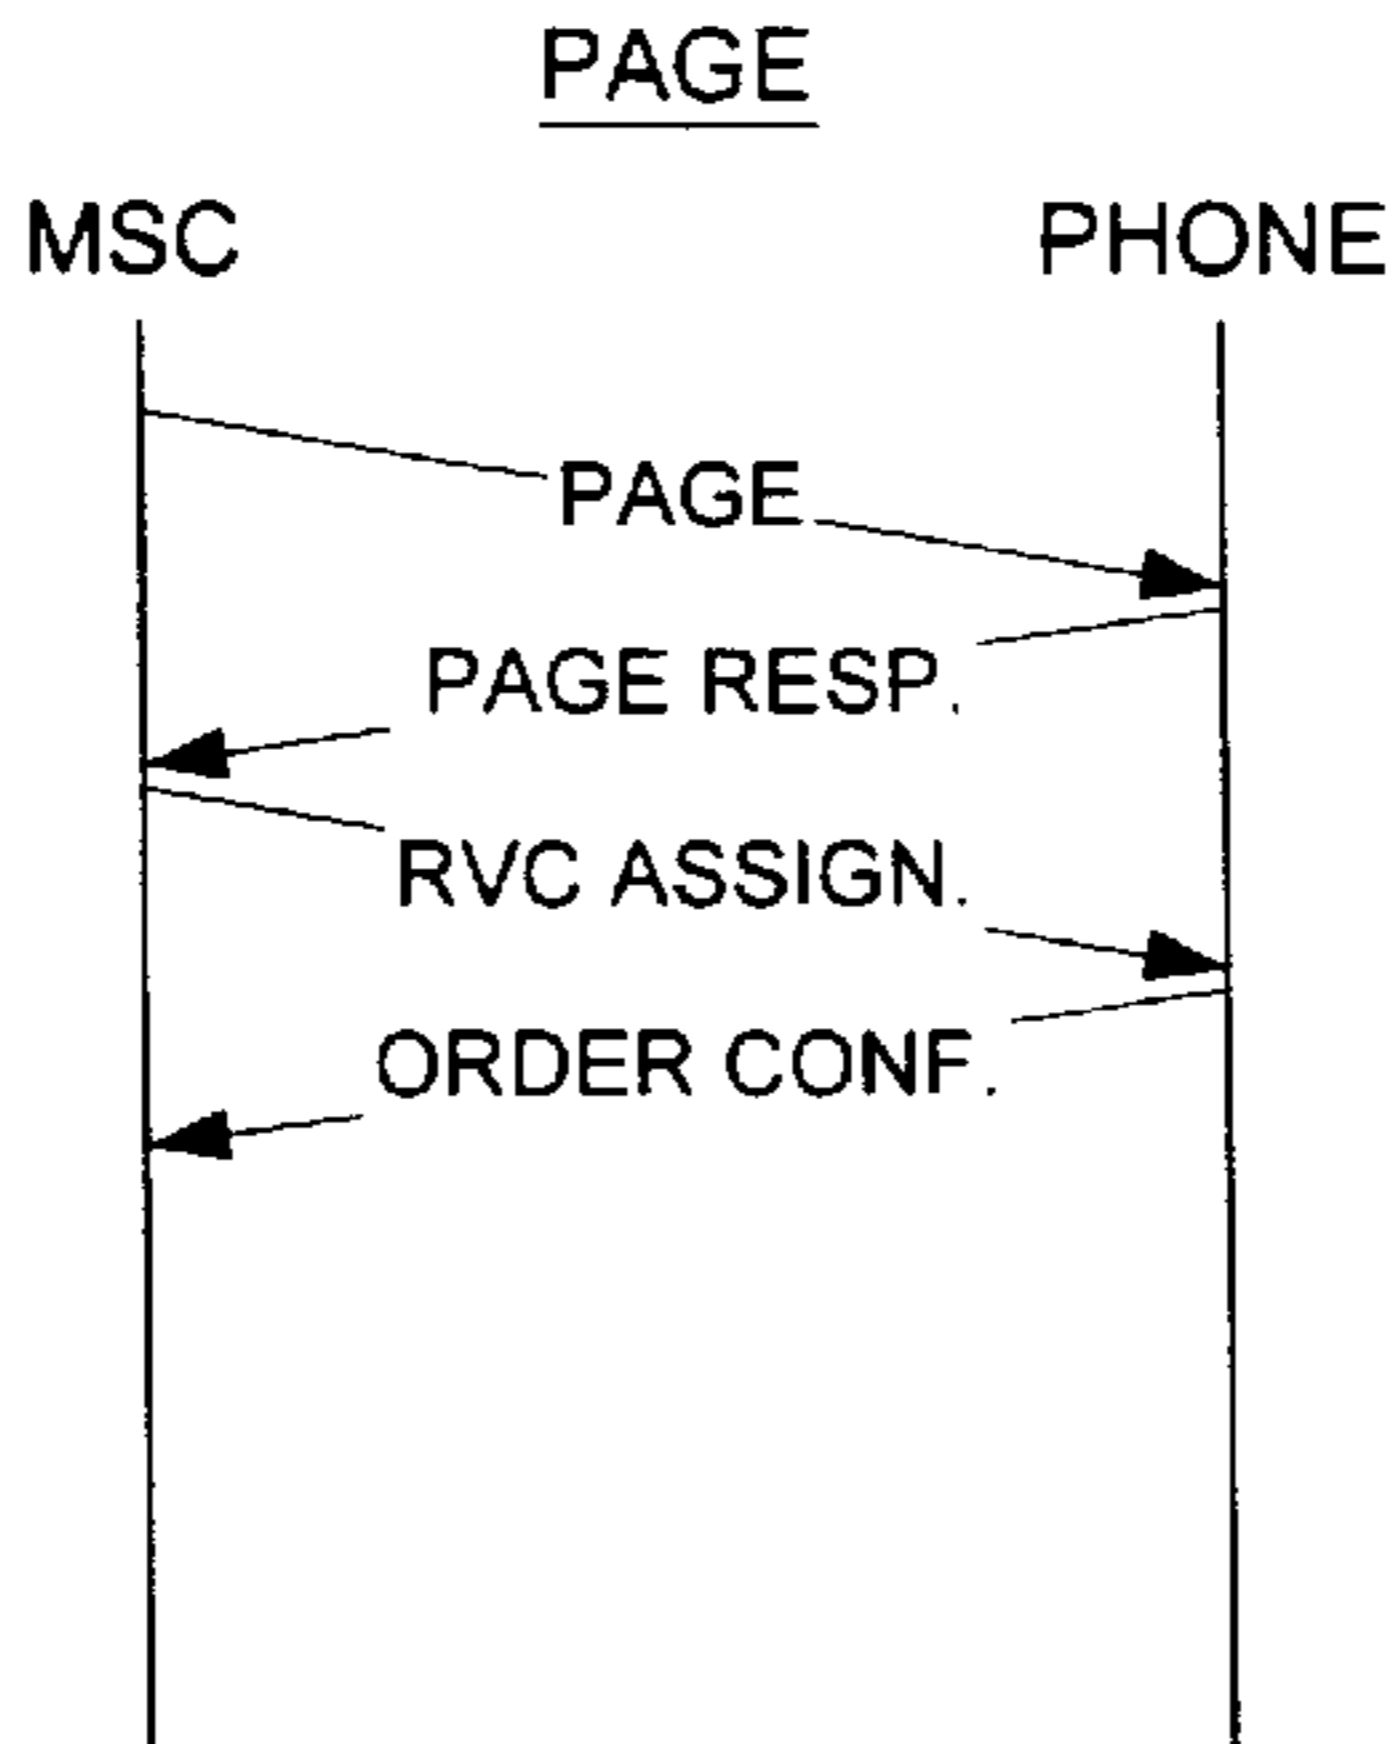 PAGE
MSC PHONE
PAGE
PAGE RESP.
RVC ASSIGN.
ORDER CONF.